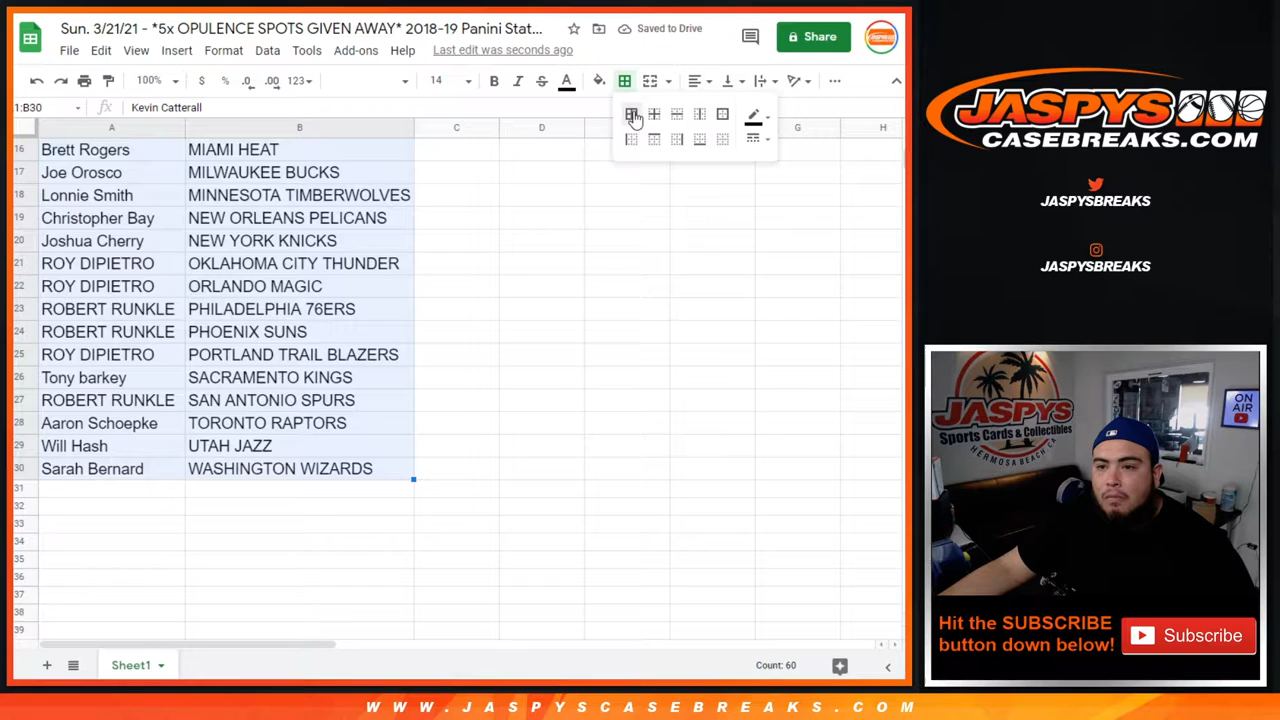 Sun. 3/21/21 - *5x OPULENCE SPOTS GIVEN AWAY* 2018-19 Panini Stat...
Saved to Drive
File Edit View Insert Format Data Tools Add-ons Help Last edit was seconds ago
Share
100% $ % .0 .00 123 14 B I S A
1:B30 fx Kevin Catterall
A B C D G H
16 Brett Rogers MIAMI HEAT
17 Joe Orosco MILWAUKEE BUCKS
18 Lonnie Smith MINNESOTA TIMBERWOLVES
19 Christopher Bay NEW ORLEANS PELICANS
20 Joshua Cherry NEW YORK KNICKS
21 ROY DIPIETRO OKLAHOMA CITY THUNDER
22 ROY DIPIETRO ORLANDO MAGIC
23 ROBERT RUNKLE PHILADELPHIA 76ERS
24 ROBERT RUNKLE PHOENIX SUNS
25 ROY DIPIETRO PORTLAND TRAIL BLAZERS
26 Tony barkey SACRAMENTO KINGS
27 ROBERT RUNKLE SAN ANTONIO SPURS
28 Aaron Schoepke TORONTO RAPTORS
29 Will Hash UTAH JAZZ
30 Sarah Bernard WASHINGTON WIZARDS
31
32
33
34
35
36
37
38
39
Sheet1
Count: 60
JASPYS
CASEBREAKS.COM
JASPYSBREAKS
JASPYSBREAKS
JASPYS
Sports Cards & Collectibles
HERMOSA BEACH CA
ON
AIR
Hit the SUBSCRIBE
button down below!
Subscribe
WWW.JASPYSCASEBREAKS.COM